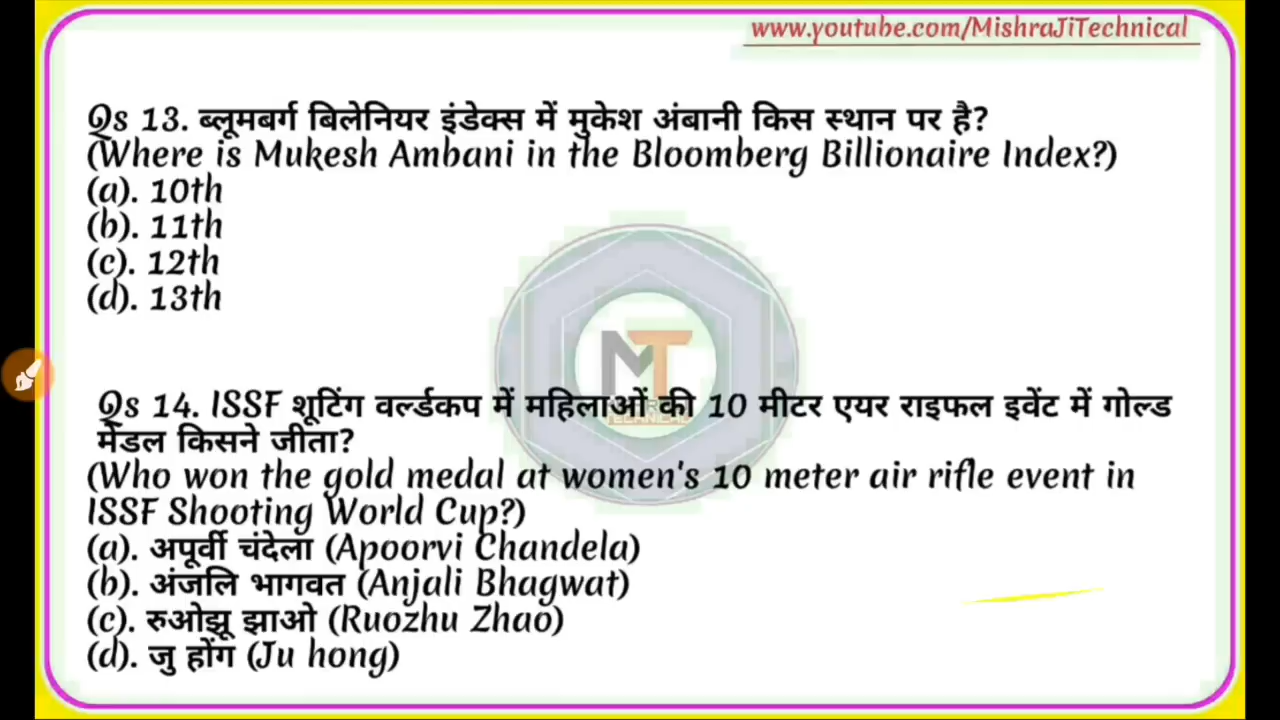 www.youtube.com/MishraJiTechnical
Qs 13. ब्लूमबर्ग बिलेनियर इंडेक्स में मुकेश अंबानी किस स्थान पर है?
(Where is Mukesh Ambani in the Bloomberg Billionaire Index?)
(a). 10th
(b). 11th
(c). 12th
(d). 13th
MT
Qs 14. ISSF शूटिंग वर्ल्डकप में महिलाओं की 10 मीटर एयर राइफल इवेंट में गोल्ड
मेडल किसने जीता?
TECHNICAL
(Who won the gold medal at women's 10 meter air rifle event in
ISSF Shooting World Cup?)
(a). अपूर्वी चंदेला (Apoorvi Chandela)
(b). अंजलि भागवत (Anjali Bhagwat)
(c). रुओझू झाओ (Ruozhu Zhao)
(d). जु होंग (Ju hong)